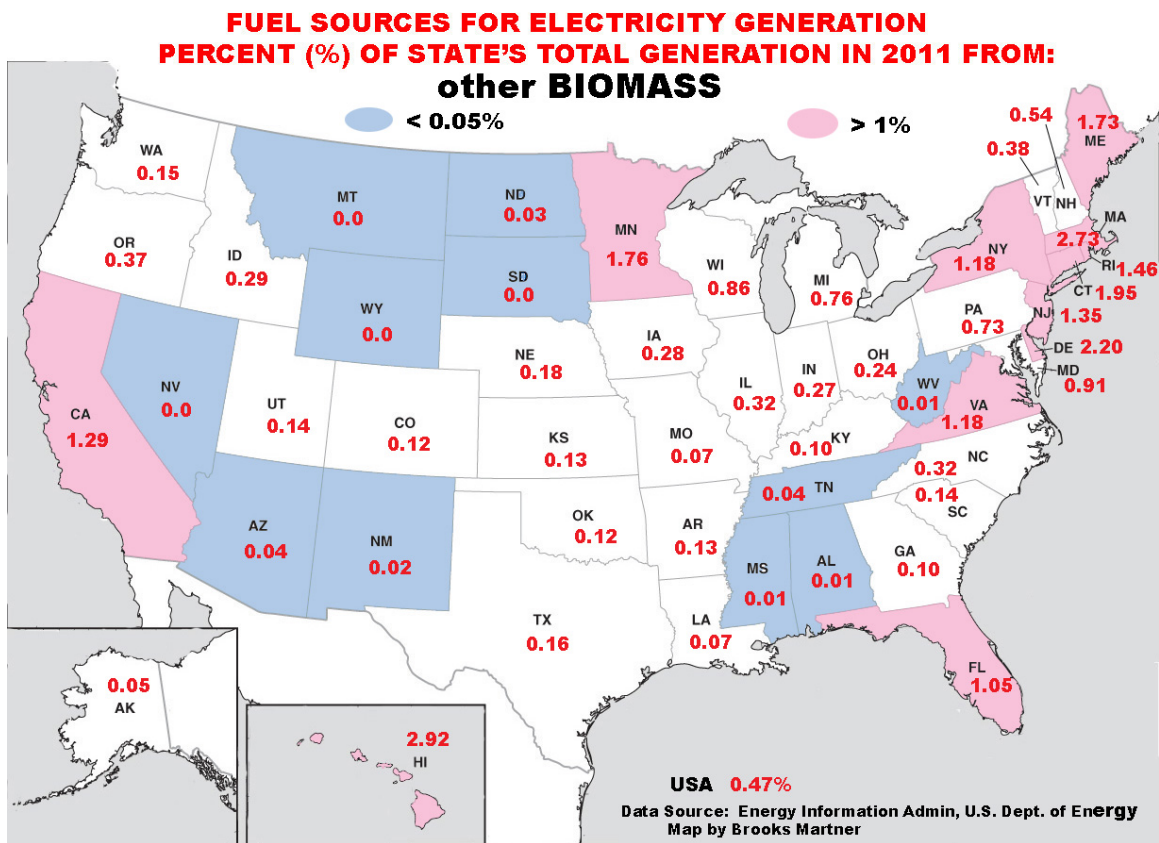 FUEL SOURCES FOR ELECTRICITY GENERATION
PERCENT (%) OF STATE'S TOTAL GENERATION IN 2011 FROM:
other BIOMASS
< 0.05%
> 1%
WA
0.15
OR
0.37
ID
0.29
MT
0.0
ND
0.03
SD
0.0
WY
0.0
MN
1.76
WI
0.86
MI
0.76
NY
1.18
VT
0.38
NH
0.54
ME
1.73
MA
2.73
RI 1.46
CT 1.95
NJ
1.35
DE 2.20
MD
0.91
PA
0.73
CA
1.29
NV
0.0
UT
0.14
CO
0.12
NE
0.18
IA
0.28
IL
0.32
IN
0.27
OH
0.24
WV
0.01
VA
1.18
KS
0.13
MO
0.07
KY
0.10
NC
0.32
SC
0.14
TN
0.04
AZ
0.04
NM
0.02
OK
0.12
AR
0.13
MS
0.01
AL
0.01
GA
0.10
TX
0.16
LA
0.07
FL
1.05
0.05
AK
2.92
HI
USA 0.47%
Data Source: Energy Information Admin, U.S. Dept. of Energy
Map by Brooks Martner